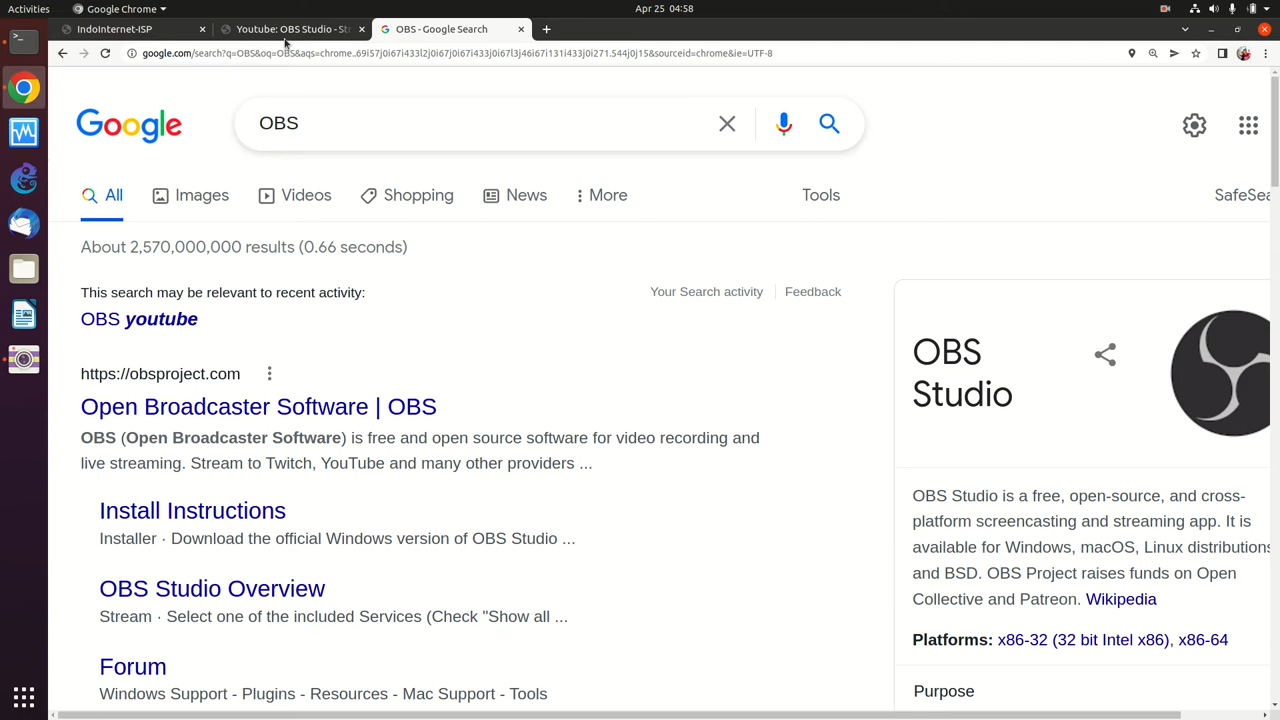 Activities
Google Chrome
Apr 25 04:58
IndoInternet-ISP
Youtube: OBS Studio - St
OBS - Google Search
google.com/search?q=OBS&oq=OBS&aqs=chrome..69i57j0i67i433l2j0i67j0i67i433j0i67l3j46i67i131i433j0i271.544j0j15&sourceid=chrome&ie=UTF-8
Google
OBS
All
Images
Videos
Shopping
News
More
Tools
SafeSea
About 2,570,000,000 results (0.66 seconds)
This search may be relevant to recent activity:
Your Search activity
Feedback
OBS youtube
https://obsproject.com
Open Broadcaster Software | OBS
OBS (Open Broadcaster Software) is free and open source software for video recording and
live streaming. Stream to Twitch, YouTube and many other providers ...
Install Instructions
Installer · Download the official Windows version of OBS Studio ...
OBS Studio Overview
Stream · Select one of the included Services (Check "Show all ...
Forum
Windows Support - Plugins - Resources - Mac Support - Tools
OBS
Studio
OBS Studio is a free, open-source, and cross-
platform screencasting and streaming app. It is
available for Windows, macOS, Linux distributions
and BSD. OBS Project raises funds on Open
Collective and Patreon. Wikipedia
Platforms: x86-32 (32 bit Intel x86), x86-64
Purpose